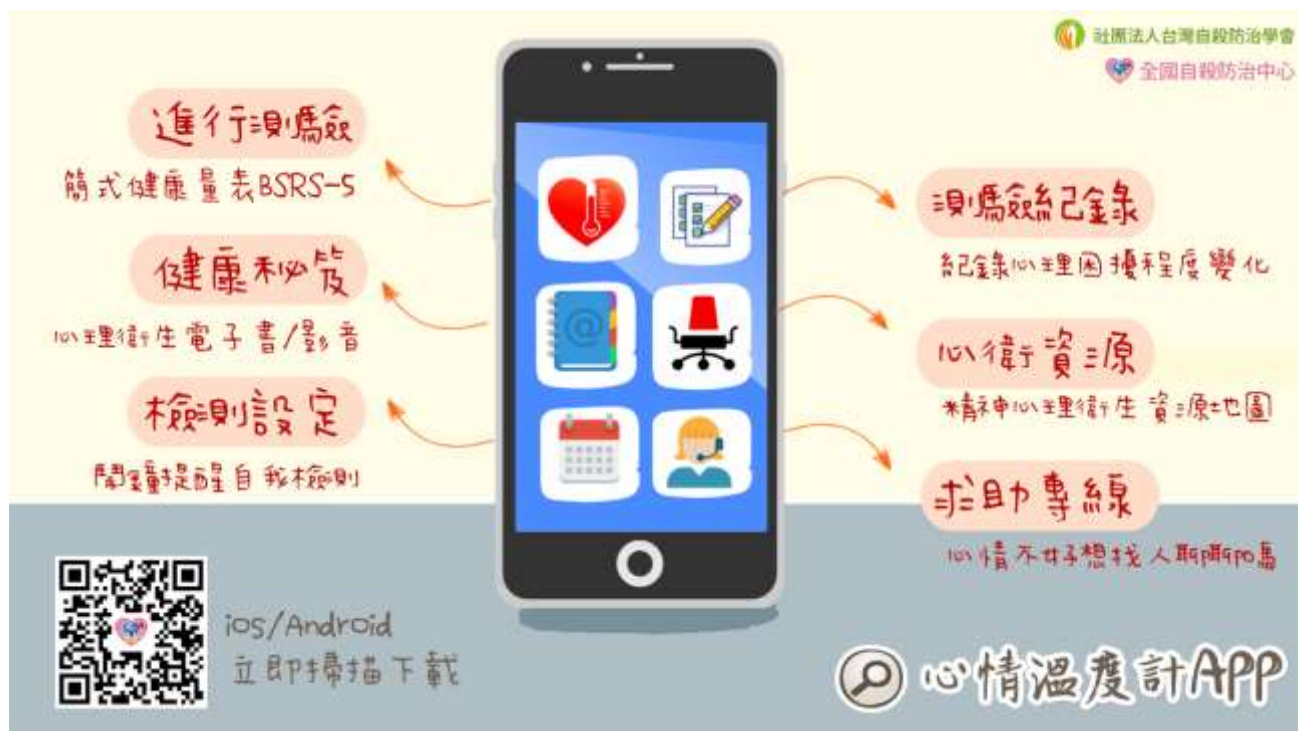 社團法人台灣自殺防治學會
全國自殺防治中心
進行測驗
簡式健康量表BSRS-5
健康秘笈
心理衛生電子書/影音
檢測設定
鬧鐘提醒自我檢測
測驗紀錄
紀錄心理困擾程度變化
心衛資源
精神心理衛生資源地圖
求助專線
心情不好想找人聊聊嗎
iOS/Android
立即掃描下載
心情溫度計APP